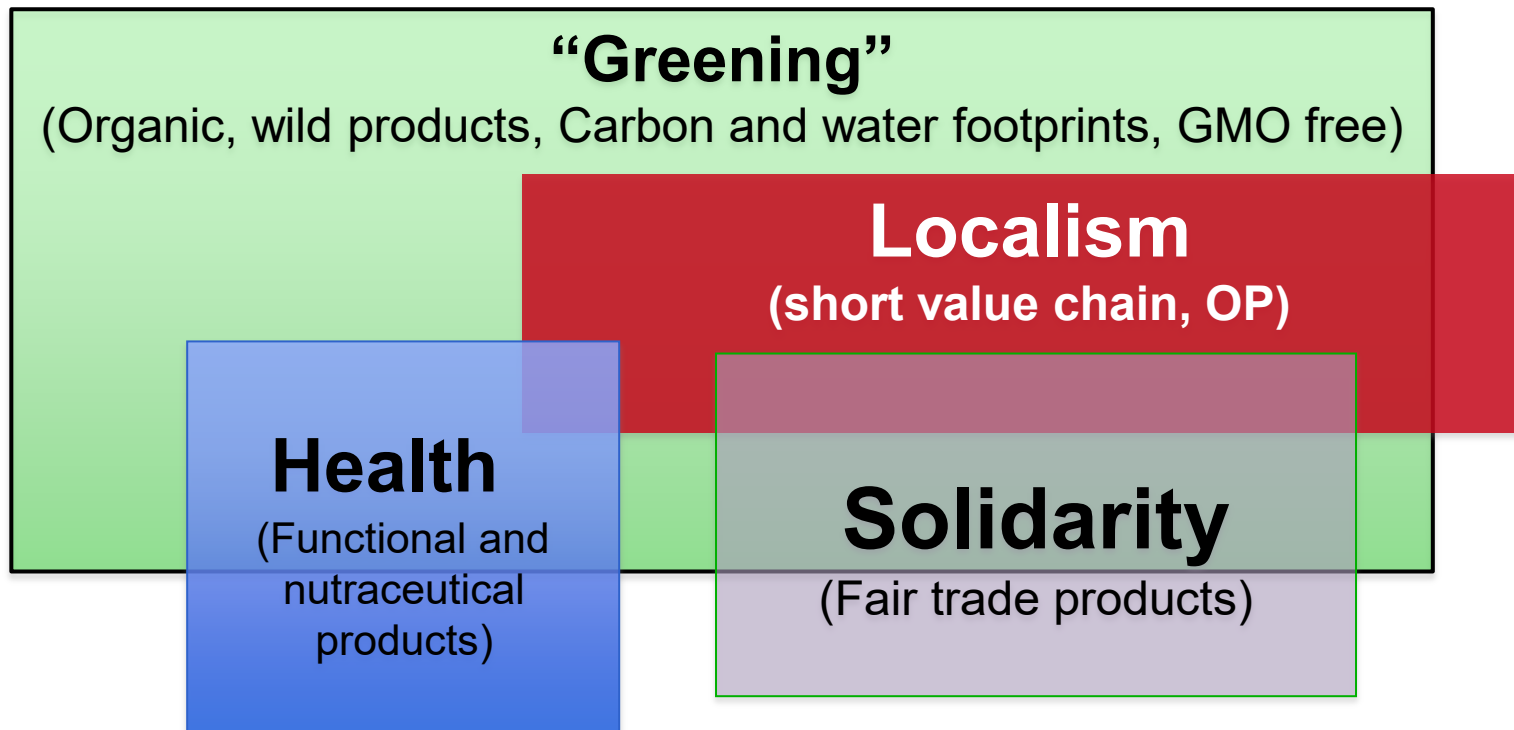 “Greening”
(Organic, wild products, Carbon and water footprints, GMO free)
Localism
(short value chain, OP)
Health
(Functional and
nutraceutical
products)
Solidarity
(Fair trade products)